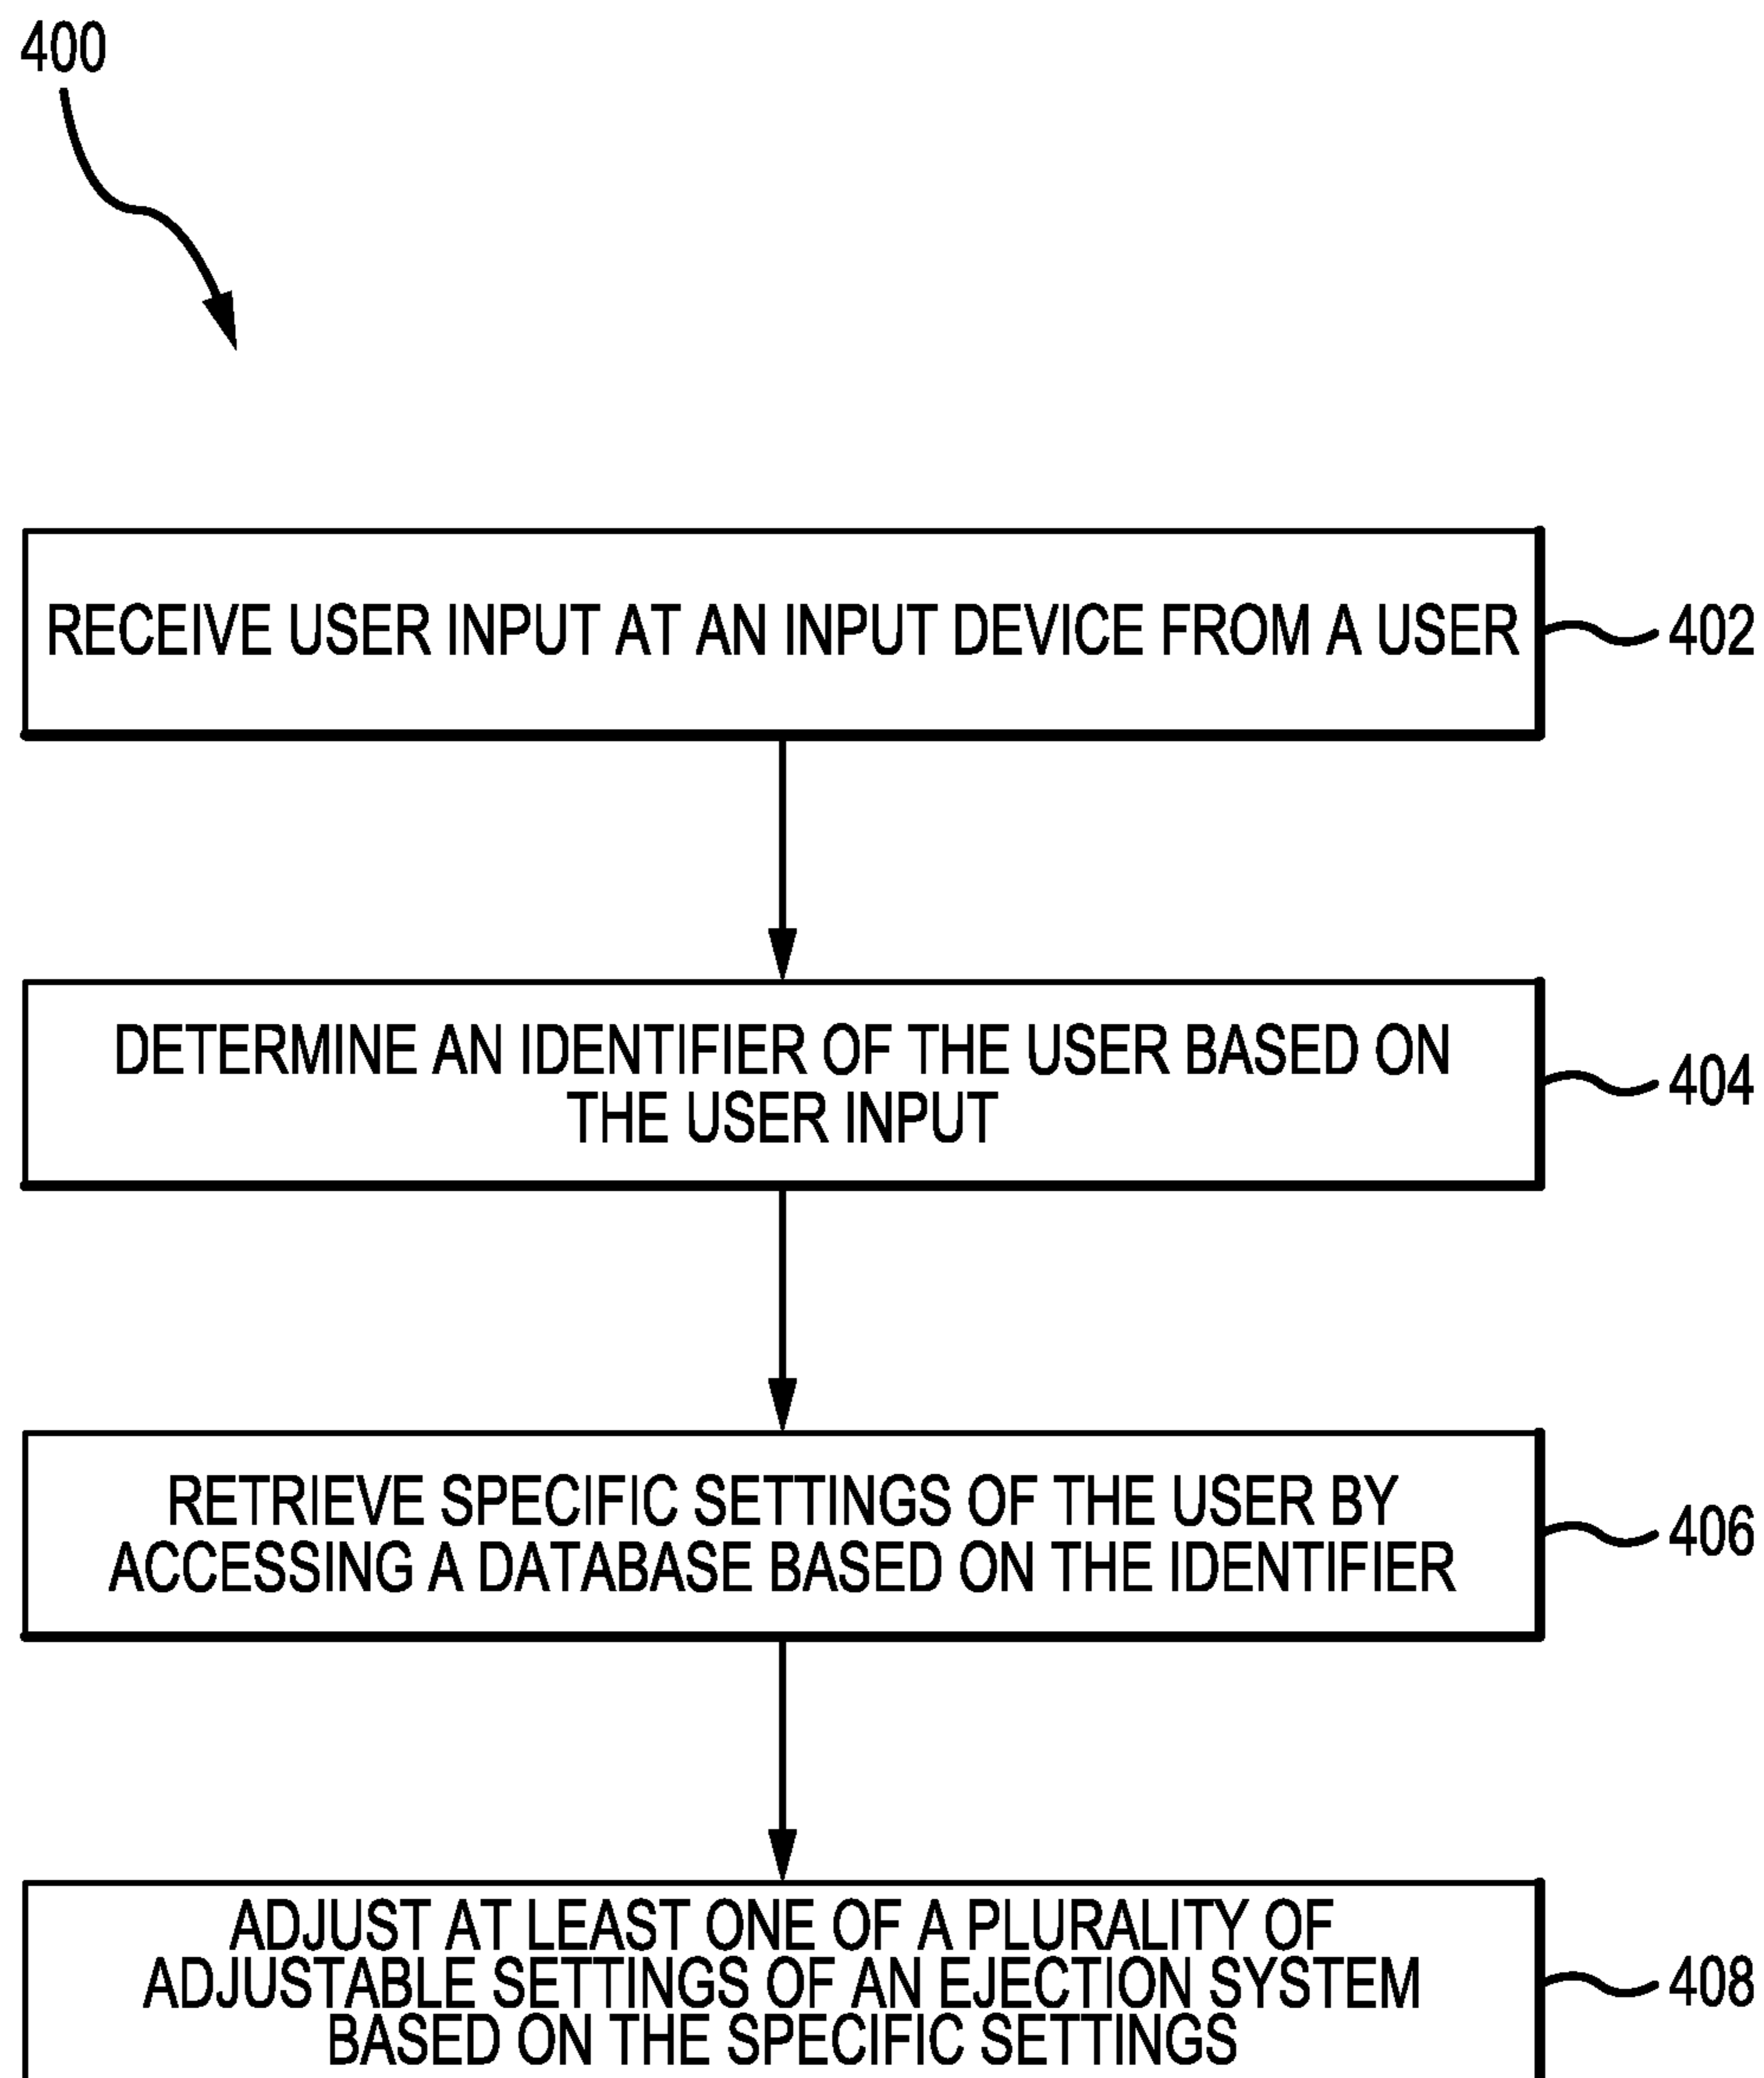 400
RECEIVE USER INPUT AT AN INPUT DEVICE FROM A USER
402
DETERMINE AN IDENTIFIER OF THE USER BASED ON
THE USER INPUT
404
RETRIEVE SPECIFIC SETTINGS OF THE USER BY
ACCESSING A DATABASE BASED ON THE IDENTIFIER
406
ADJUST AT LEAST ONE OF A PLURALITY OF
ADJUSTABLE SETTINGS OF AN EJECTION SYSTEM
BASED ON THE SPECIFIC SETTINGS
408